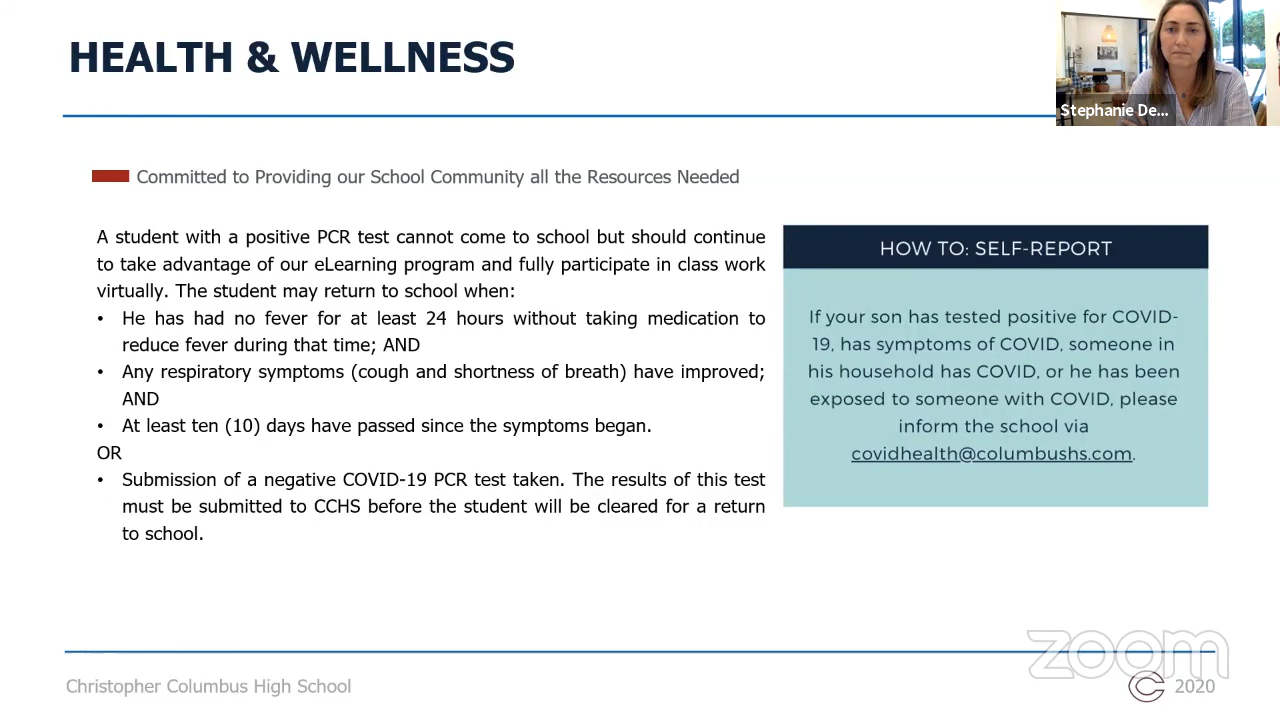 HEALTH & WELLNESS
Stephanie De...
Committed to Providing our School Community all the Resources Needed
A student with a positive PCR test cannot come to school but should continue
to take advantage of our eLearning program and fully participate in class work
virtually. The student may return to school when:
• He has had no fever for at least 24 hours without taking medication to
reduce fever during that time; AND
• Any respiratory symptoms (cough and shortness of breath) have improved;
AND
• At least ten (10) days have passed since the symptoms began.
OR
• Submission of a negative COVID-19 PCR test taken. The results of this test
must be submitted to CCHS before the student will be cleared for a return
to school.
HOW TO: SELF-REPORT
If your son has tested positive for COVID-
19, has symptoms of COVID, someone in
his household has COVID, or he has been
exposed to someone with COVID, please
inform the school via
covidhealth@columbushs.com.
zoom
Christopher Columbus High School
C 2020